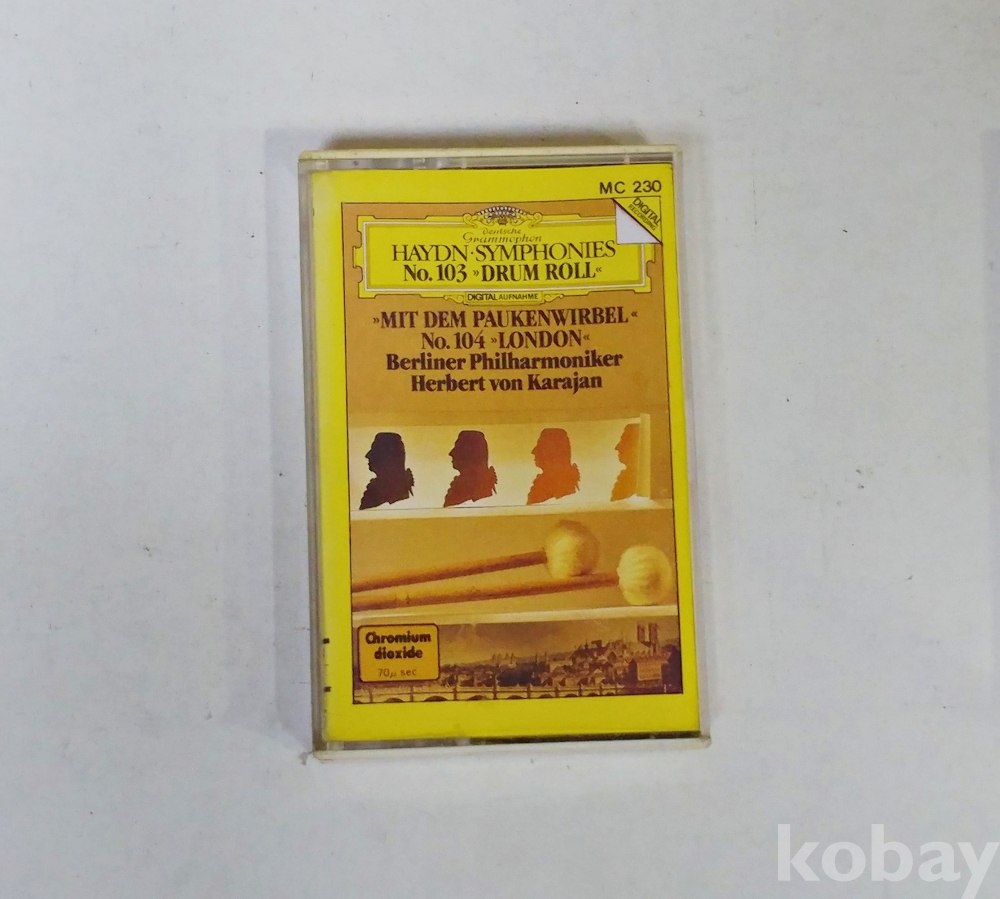 MC 230
DIGITAL
RECORDING
Deutsche
Grammophon
HAYDN·SYMPHONIES
No. 103 »DRUM ROLL«
DIGITAL AUFNAHME
»MIT DEM PAUKENWIRBEL«
No. 104 »LONDON«
Berliner Philharmoniker
Herbert von Karajan
Chromium
dioxide
70µ sec
kobay